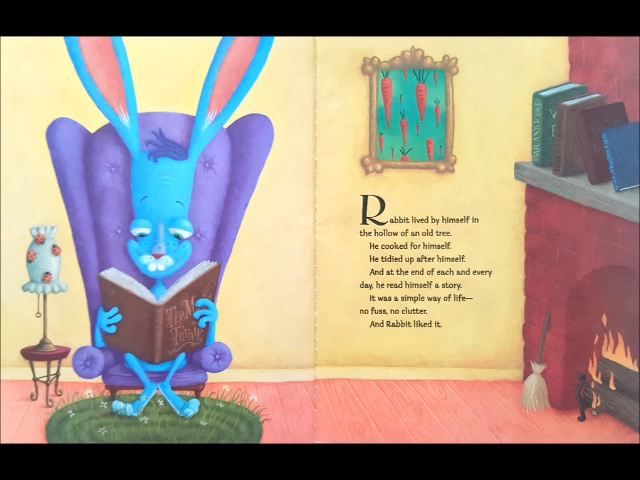 Rabbit lived by himself in
the hollow of an old tree.
He cooked for himself.
He tidied up after himself.
And at the end of each and every
day, he read himself a story.
It was a simple way of life—
no fuss, no clutter.
And Rabbit liked it.